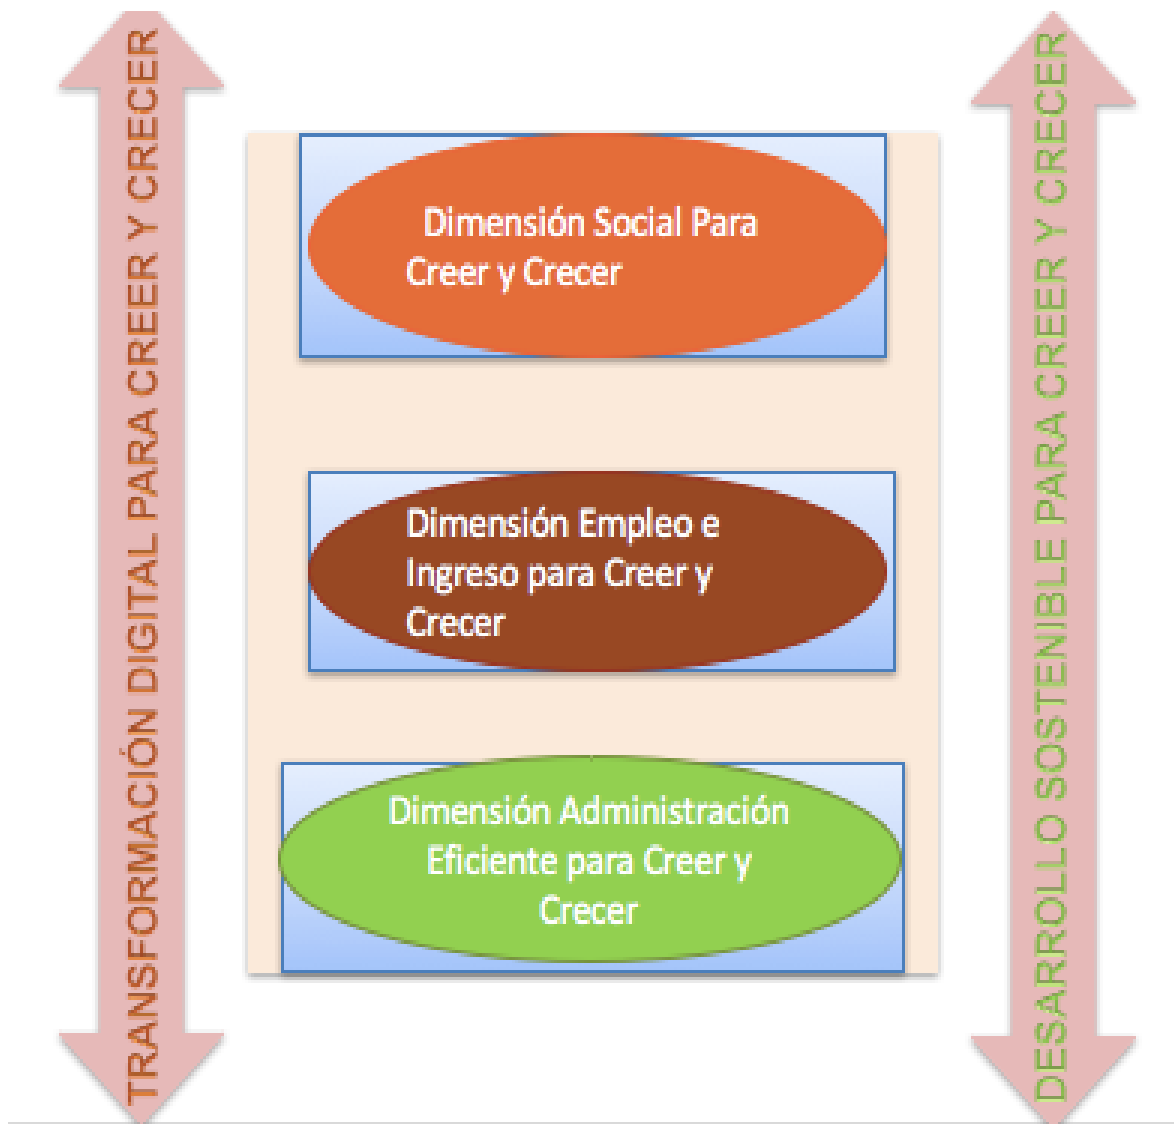 TRANSFORMACIÓN DIGITAL PARA CREER Y CRECER
Dimensión Social Para
Creer y Crecer
Dimensión Empleo e
Ingreso para Creer y
Crecer
Dimensión Administración
Eficiente para Creer y
Crecer
DESARROLLO SOSTENIBLE PARA CREER Y CRECER